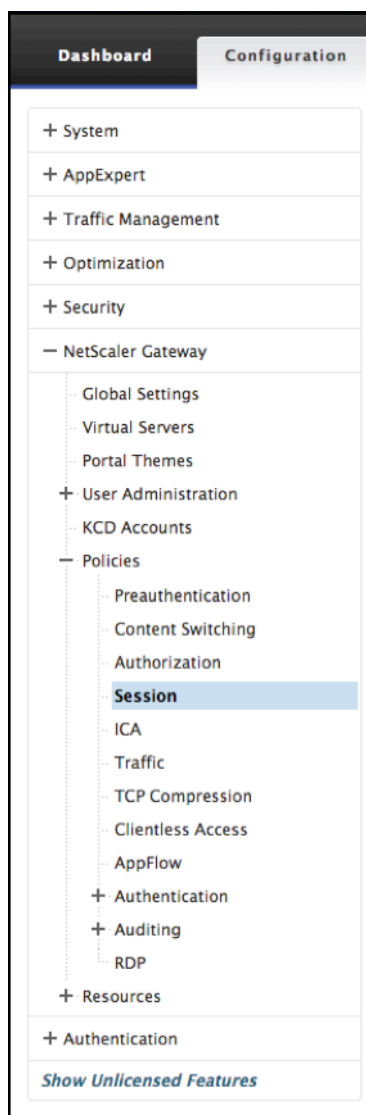 Dashboard Configuration
System
AppExpert
Traffic Management
Optimization
Security
NetScaler Gateway
Global Settings
Virtual Servers
Portal Themes
User Administration
KCD Accounts
Policies
Preauthentication
Content Switching
Authorization
Session
ICA
Traffic
TCP Compression
Clientless Access
AppFlow
Authentication
Auditing
RDP
Resources
Authentication
Show Unlicensed Features